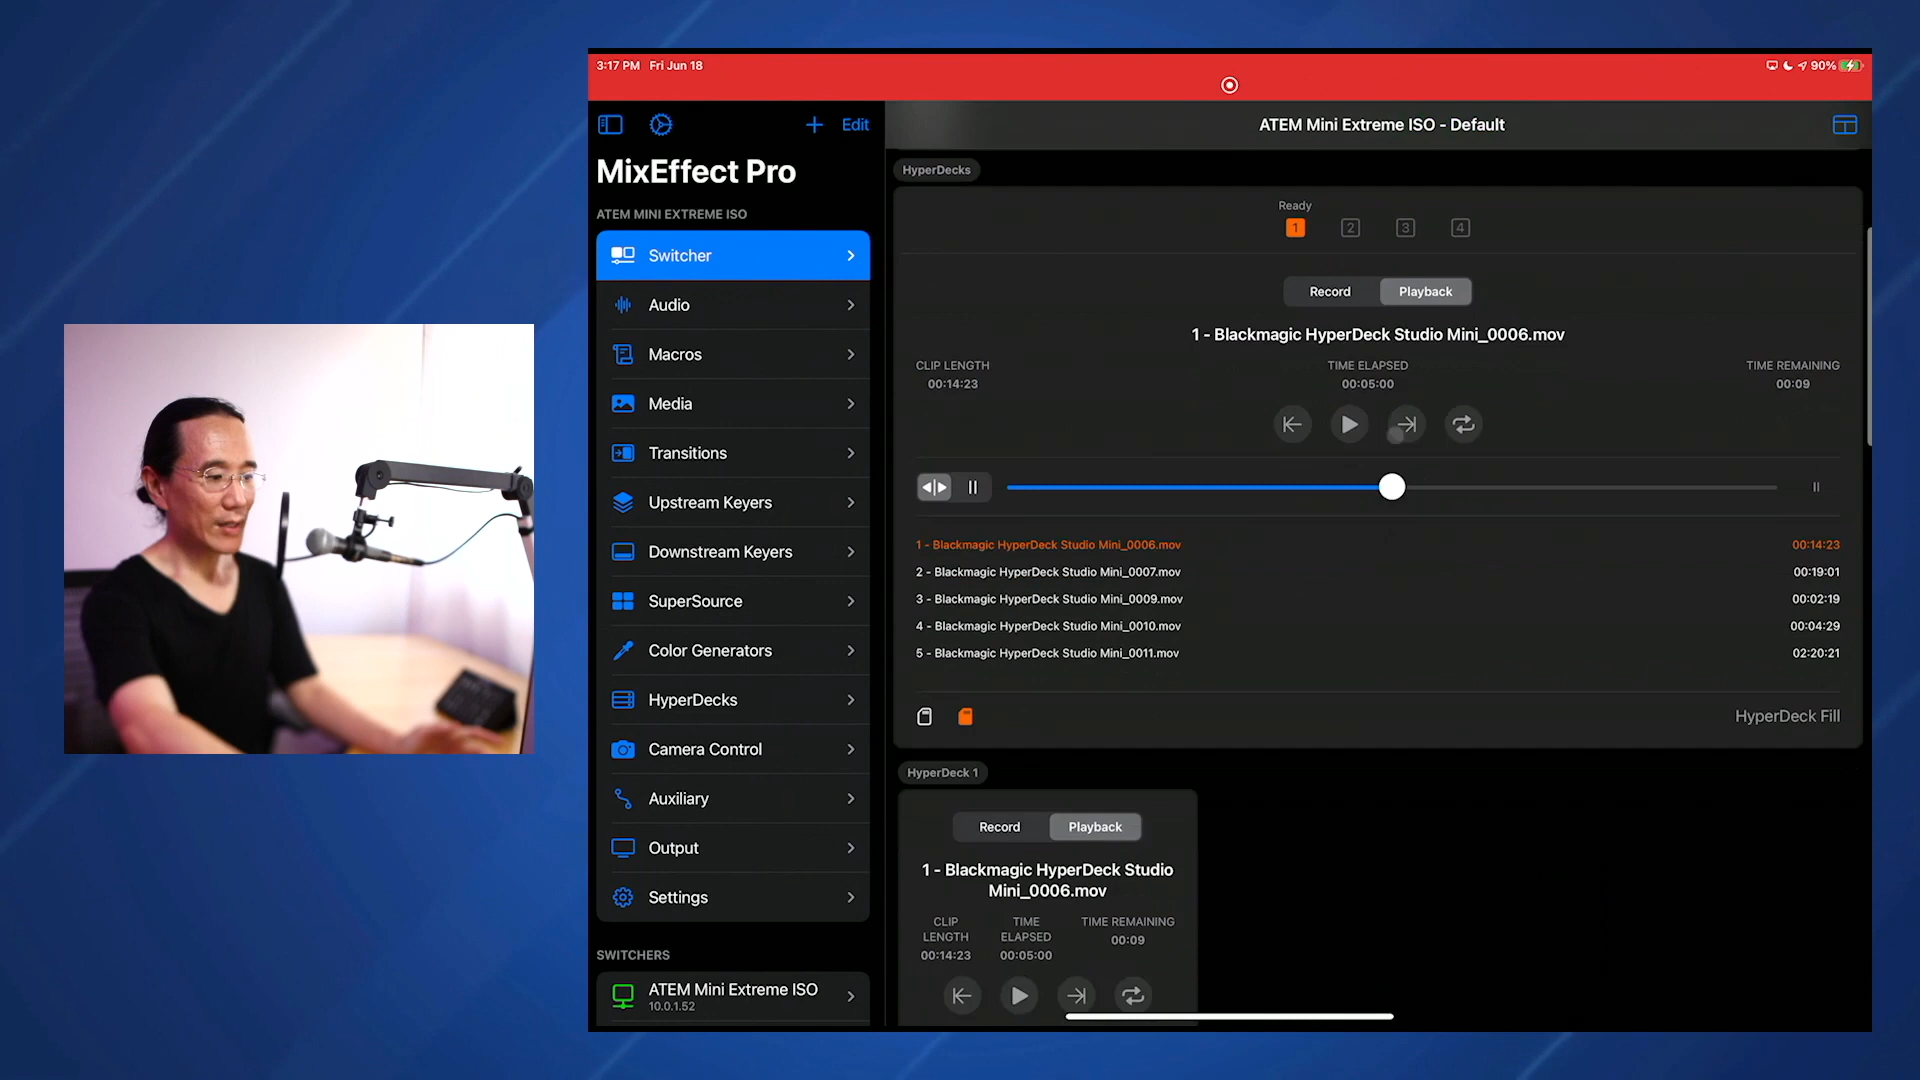 3:17 PM Fri Jun 18
90%
Edit
ATEM Mini Extreme ISO - Default
MixEffect Pro
ATEM MINI EXTREME ISO
Switcher
Audio
Macros
Media
Transitions
Upstream Keyers
Downstream Keyers
SuperSource
Color Generators
HyperDecks
Camera Control
Auxiliary
Output
Settings
SWITCHERS
ATEM Mini Extreme ISO
10.0.1.52
HyperDecks
Ready
1 2 3 4
Record Playback
1 - Blackmagic HyperDeck Studio Mini_0006.mov
CLIP LENGTH TIME ELAPSED TIME REMAINING
00:14:23 00:05:00 00:09
1 - Blackmagic HyperDeck Studio Mini_0006.mov 00:14:23
2 - Blackmagic HyperDeck Studio Mini_0007.mov 00:19:01
3 - Blackmagic HyperDeck Studio Mini_0009.mov 00:02:19
4 - Blackmagic HyperDeck Studio Mini_0010.mov 00:04:29
5 - Blackmagic HyperDeck Studio Mini_0011.mov 02:20:21
HyperDeck Fill
HyperDeck 1
Record Playback
1 - Blackmagic HyperDeck Studio
Mini_0006.mov
CLIP TIME TIME REMAINING
LENGTH ELAPSED 00:09
00:14:23 00:05:00